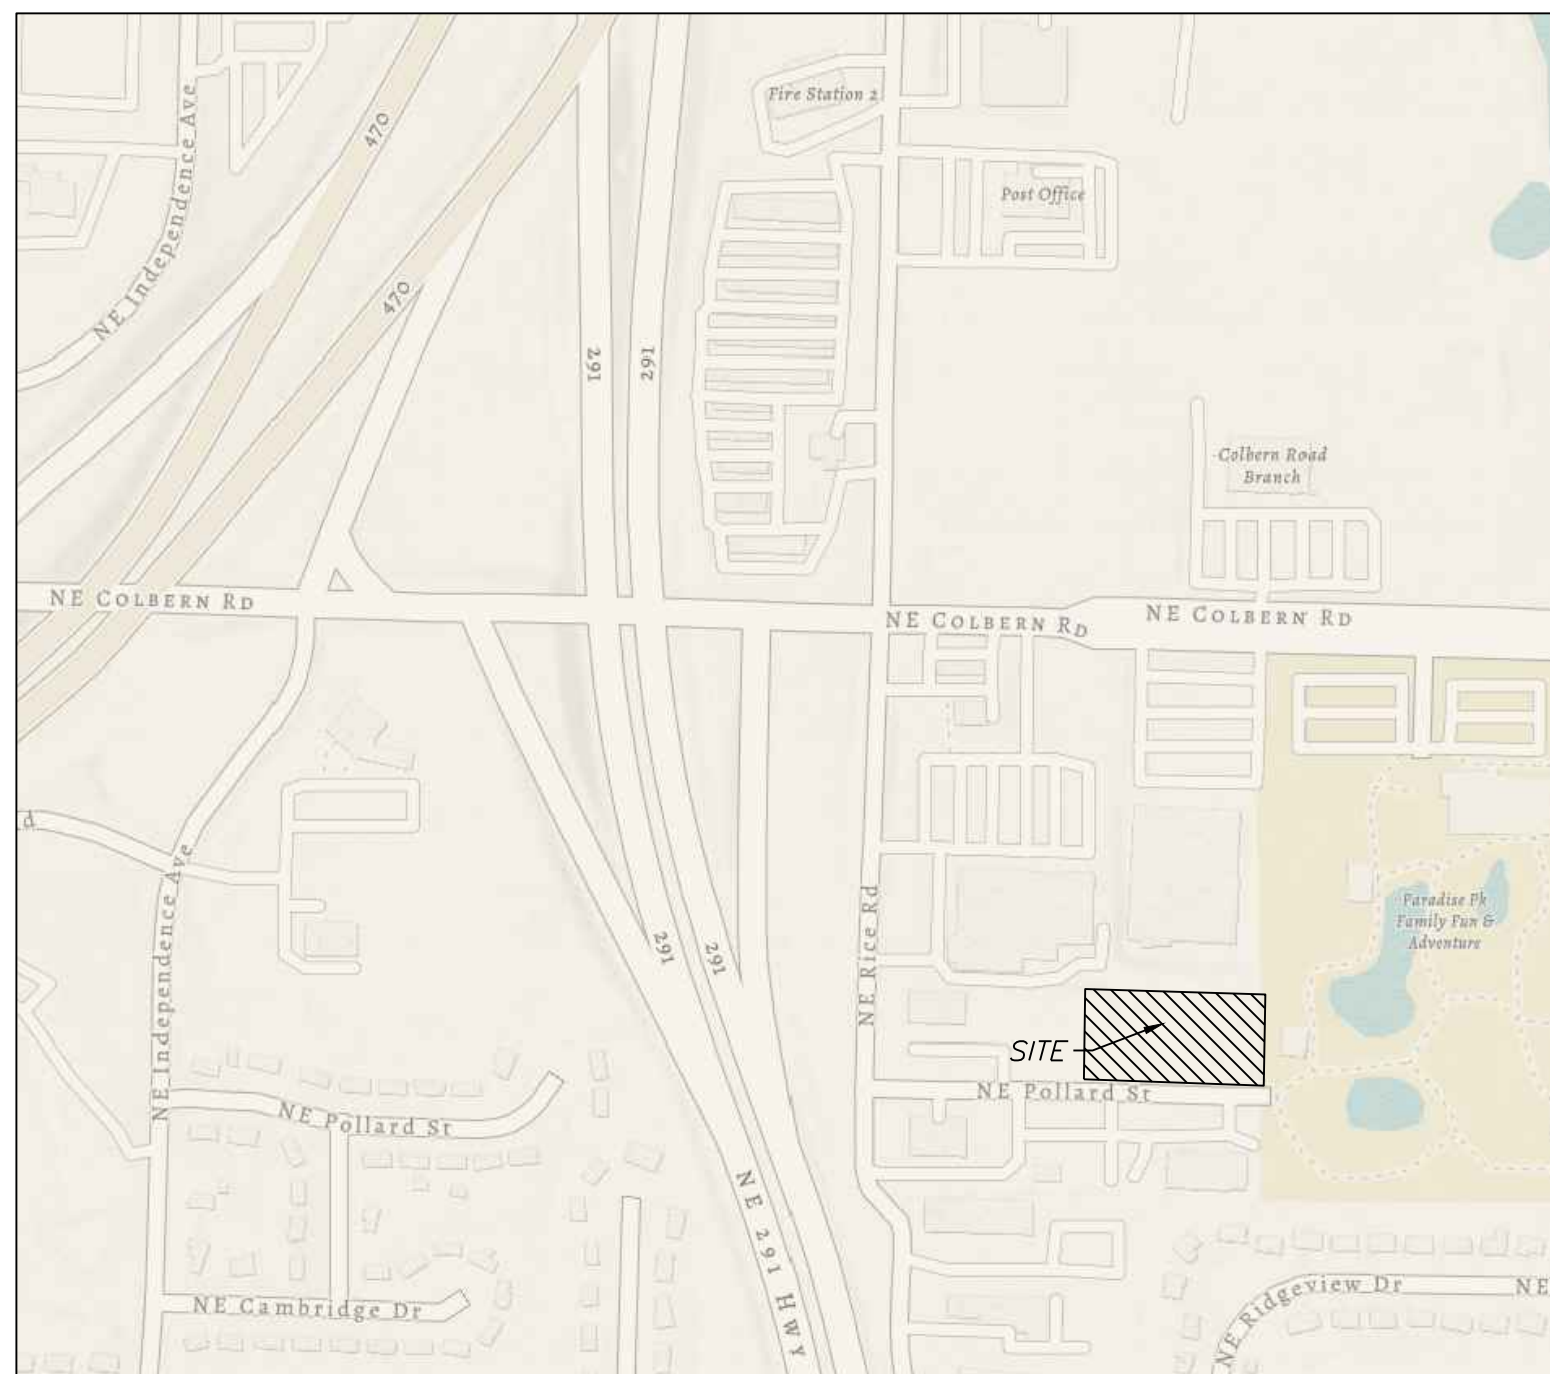 Fire Station 2
NE Independence Ave
470
Post Office
470
291
291
Colbern Road
Branch
NE COLBERN RD
NE COLBERN RD
NE COLBERN RD
d
NE Independence Ave
NE Rice Rd
Paradise Pk
Family Fun &
Adventure
291
291
SITE
NE Pollard St
NE Pollard St
NE 291 HWY
NE Ridgeview Dr
NE
NE Cambridge Dr